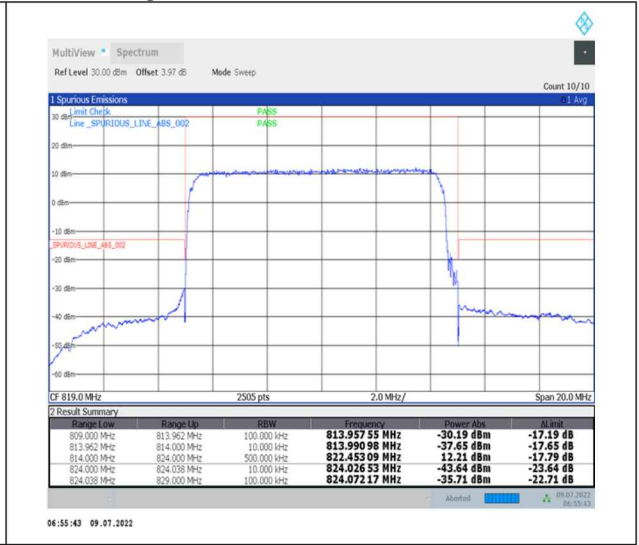 MultiView Spectrum
Ref Level 30.00 dBm Offset 3.97 dB Mode Sweep
Count 10/10
1 Spurious Emissions 1 Avg
Limit Check PASS
30 dBm
Line _SPURIOUS_LINE_ABS_002 PASS
20 dBm
10 dBm
0 dBm
-10 dBm
_SPURIOUS_LINE_ABS_002
-20 dBm
-30 dBm
-40 dBm
-50 dBm
-60 dBm
CF 819.0 MHz 2505 pts 2.0 MHz/ Span 20.0 MHz
2 Result Summary
Range Low Range Up RBW Frequency Power Abs ΔLimit
809.000 MHz 813.962 MHz 100.000 kHz 813.957 55 MHz -30.19 dBm -17.19 dB
813.962 MHz 814.000 MHz 10.000 kHz 813.990 98 MHz -37.65 dBm -17.65 dB
814.000 MHz 824.000 MHz 500.000 kHz 822.453 09 MHz 12.21 dBm -17.79 dB
824.000 MHz 824.038 MHz 10.000 kHz 824.026 53 MHz -43.64 dBm -23.64 dB
824.038 MHz 829.000 MHz 100.000 kHz 824.072 17 MHz -35.71 dBm -22.71 dB
Aborted 09.07.2022
06:55:43
06:55:43 09.07.2022